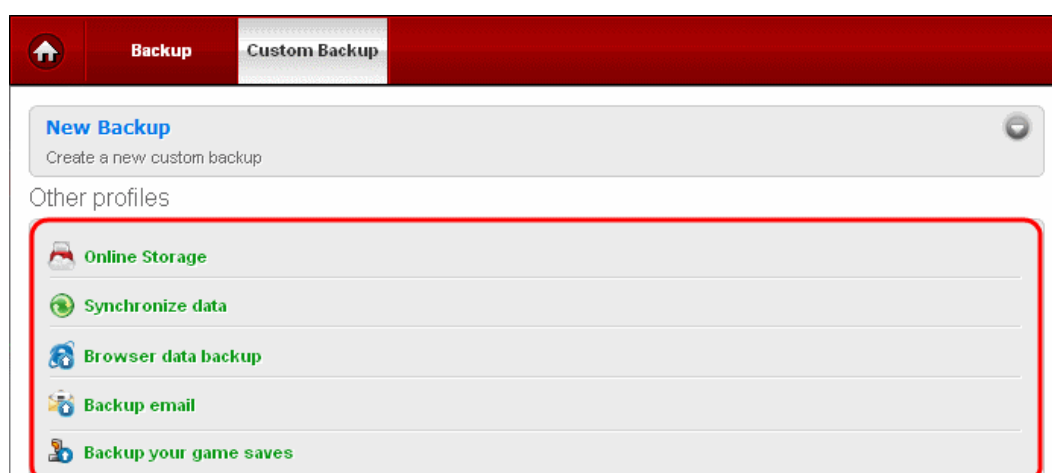 Backup Custom Backup
New Backup
Create a new custom backup
Other profiles
Online Storage
Synchronize data
Browser data backup
Backup email
Backup your game saves